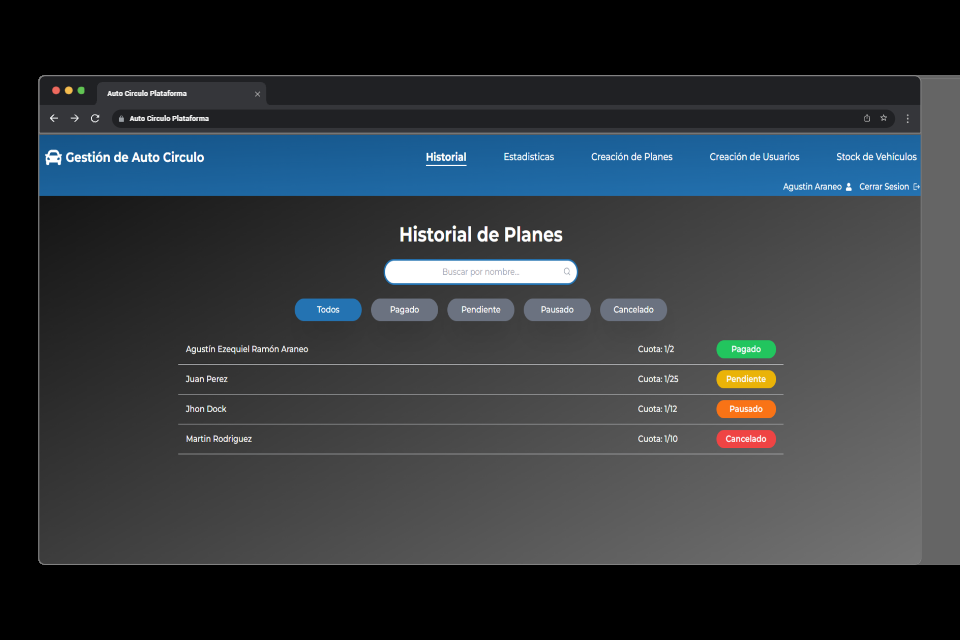 Auto Circulo Plataforma
Auto Circulo Plataforma
Gestión de Auto Circulo
Historial Estadisticas Creación de Planes Creación de Usuarios Stock de Vehículos
Agustin Araneo Cerrar Sesion
Historial de Planes
Buscar por nombre...
Todos Pagado Pendiente Pausado Cancelado
Agustín Ezequiel Ramón Araneo Cuota: 1/2 Pagado
Juan Perez Cuota: 1/25 Pendiente
Jhon Dock Cuota: 1/12 Pausado
Martin Rodriguez Cuota: 1/10 Cancelado